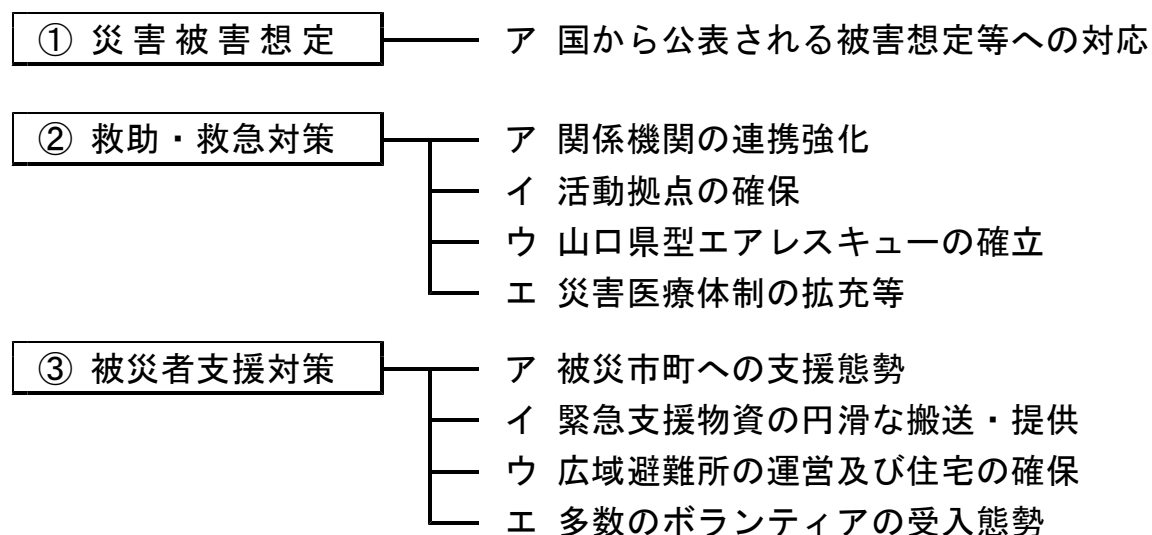 ① 災害被害想定 ア 国から公表される被害想定等への対応
② 救助・救急対策 ア 関係機関の連携強化
イ 活動拠点の確保
ウ 山口県型エアレスキューの確立
エ 災害医療体制の拡充等
③ 被災者支援対策 ア 被災市町への支援態勢
イ 緊急支援物資の円滑な搬送・提供
ウ 広域避難所の運営及び住宅の確保
エ 多数のボランティアの受入態勢